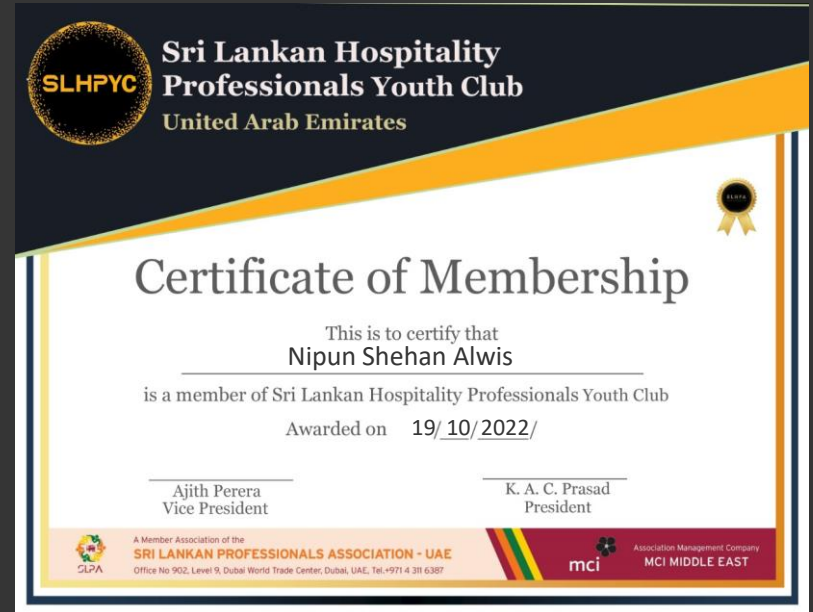 SLHPYC
Sri Lankan Hospitality
Professionals Youth Club
United Arab Emirates
SLHPA
Certificate of Membership
This is to certify that
Nipun Shehan Alwis
is a member of Sri Lankan Hospitality Professionals Youth Club
Awarded on 19/ 10/ 2022/
Ajith Perera
Vice President
K. A. C. Prasad
President
SLPA
A Member Association of the
SRI LANKAN PROFESSIONALS ASSOCIATION - UAE
Office No 902, Level 9, Dubai World Trade Center, Dubai, UAE, Tel.+971 4 311 6387
mci
Association Management Company
MCI MIDDLE EAST